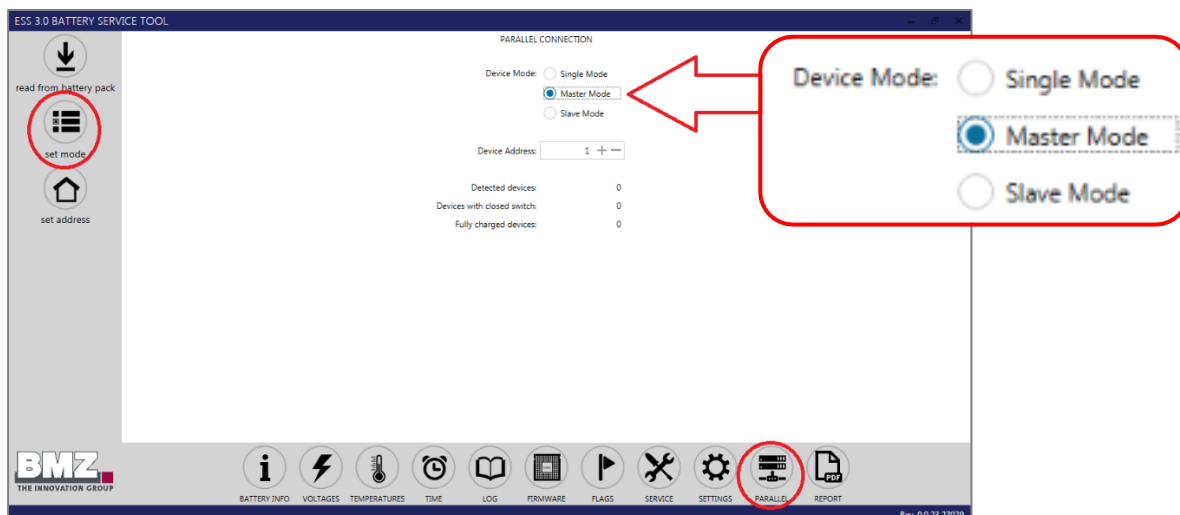 ESS 3.0 BATTERY SERVICE TOOL
PARALLEL CONNECTION
read from battery pack
set mode
set address
Device Mode:
Single Mode
Master Mode
Slave Mode
Device Address:
1
Detected devices: 0
Devices with closed switch: 0
Fully charged devices: 0
Device Mode:
Single Mode
Master Mode
Slave Mode
BMZ
THE INNOVATION GROUP
BATTERY INFO
VOLTAGES
TEMPERATURES
TIME
LOG
FIRMWARE
FLAGS
SERVICE
SETTINGS
PARALLEL
PDF
REPORT